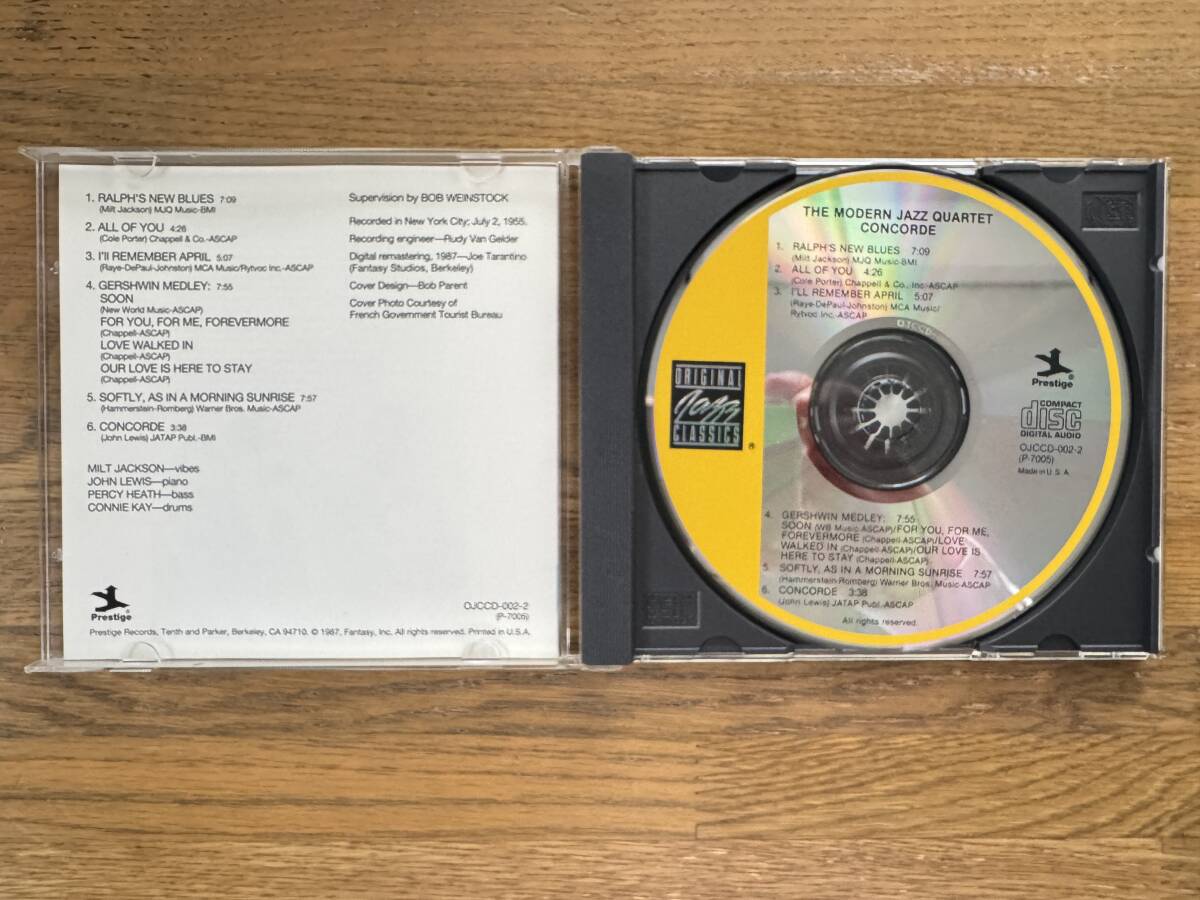 1. RALPH'S NEW BLUES 7:09
(Milt Jackson) MJQ Music-BMI
2. ALL OF YOU 4:26
(Cole Porter) Chappell & Co.-ASCAP
3. I'll REMEMBER APRIL 5:07
(Raye-DePaul-Johnston) MCA Music/Rytvoc Inc-ASCAP
4. GERSHWIN MEDLEY: 7:55
SOON
(New World Music-ASCAP)
FOR YOU, FOR ME, FOREVERMORE
(Chappell-ASCAP)
LOVE WALKED IN
(Chappell-ASCAP)
OUR LOVE IS HERE TO STAY
(Chappell-ASCAP)
5. SOFTLY, AS IN A MORNING SUNRISE 7:57
(Hammerstein-Romberg) Warner Bros. Music-ASCAP
6. CONCORDE 3:38
(John Lewis) JATAP Publ.-BMI
MILT JACKSON—vibes
JOHN LEWIS—piano
PERCY HEATH—bass
CONNIE KAY—drums
Supervision by BOB WEINSTOCK
Recorded in New York City; July 2, 1955.
Recording engineer—Rudy Van Gelder
Digital remastering, 1987—Joe Tarantino
(Fantasy Studios, Berkeley)
Cover Design—Bob Parent
Cover Photo Courtesy of
French Government Tourist Bureau
Prestige
OJCCD-002-2
(P-7005)
Prestige Records, Tenth and Parker, Berkeley, CA 94710. © 1987, Fantasy, Inc. All rights reserved. Printed in U.S.A.
THE MODERN JAZZ QUARTET
CONCORDE
1. RALPH'S NEW BLUES 7:09
(Milt Jackson) MJQ Music-BMI
2. ALL OF YOU 4:26
(Cole Porter) Chappell & Co., Inc-ASCAP
3. I'LL REMEMBER APRIL 5:07
(Raye-DePaul-Johnston) MCA Music/
Rytvoc Inc.-ASCAP
OJCCD
ORIGINAL
Jazz
CLASSICS
®
Prestige
®
COMPACT
disc
DIGITAL AUDIO
OJCCD-002-2
(P-7005)
Made in U.S.A.
4. GERSHWIN MEDLEY: 7:55
SOON (WB Music-ASCAP)/FOR YOU, FOR ME,
FOREVERMORE (Chappell-ASCAP)/LOVE
WALKED IN (Chappell-ASCAP)/OUR LOVE IS
HERE TO STAY (Chappell-ASCAP)
5. SOFTLY, AS IN A MORNING SUNRISE 7:57
(Hammerstein-Romberg) Warner Bros. Music-ASCAP
6. CONCORDE 3:38
(John Lewis) JATAP Publ.-ASCAP
All rights reserved.